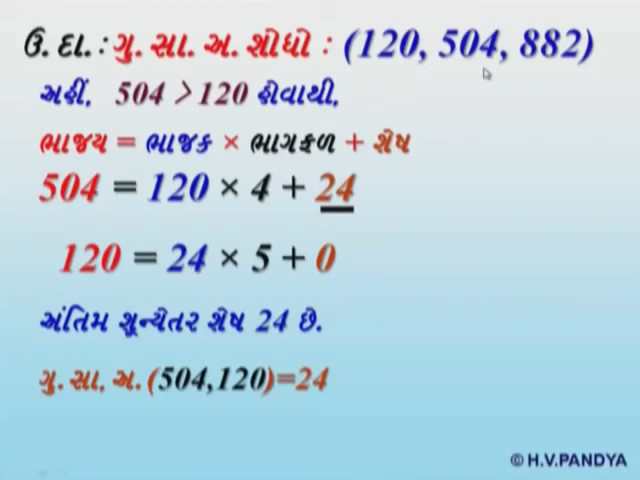 ઉ. દા. : ગુ. સા. અ. શોધો : (120, 504, 882)
અહીં, 504 > 120 હોવાથી,
ભાજ્ય = ભાજક × ભાગફળ + શેષ
504 = 120 × 4 + 24
120 = 24 × 5 + 0
અંતિમ શૂન્યેતર શેષ 24 છે.
ગુ. સા. અ. (504,120)=24
© H.V.PANDYA